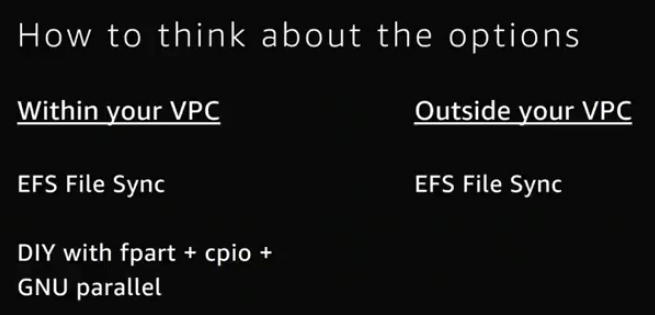 How to think about the options
Within your VPC
Outside your VPC
EFS File Sync
EFS File Sync
DIY with fpart + cpio +
GNU parallel